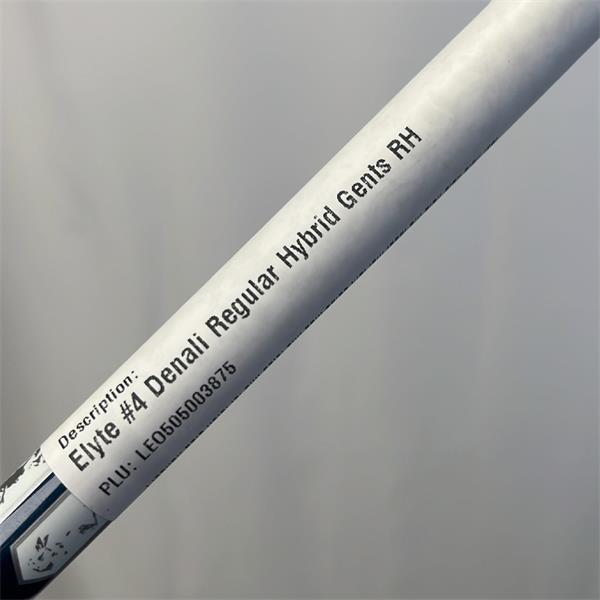 Description:
Elyte #4 Denali Regular Hybrid Gents RH
PLU: LEO505003875